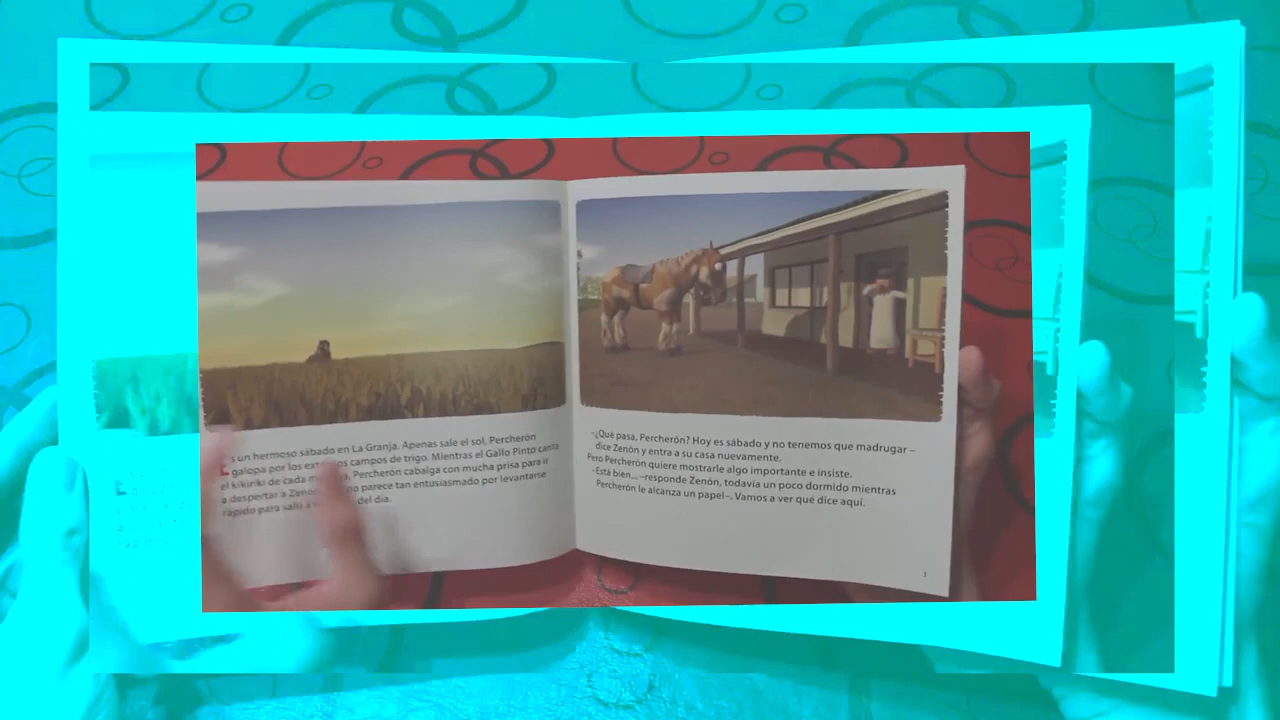 Es un hermoso sábado en La Granja. Apenas sale el sol, Percherón
galopa por los extensos campos de trigo. Mientras el Gallo Pinto canta
el kikirikí de cada Percherón cabalga con mucha prisa para ir
a despertar a Zenón no parece tan entusiasmado por levantarse
rápido para salir a del día.
–¿Qué pasa, Percherón? Hoy es sábado y no tenemos que madrugar –
dice Zenón y entra a su casa nuevamente.
Pero Percherón quiere mostrarle algo importante e insiste.
–Está bien... –responde Zenón, todavía un poco dormido mientras
Percherón le alcanza un papel–. Vamos a ver qué dice aquí.